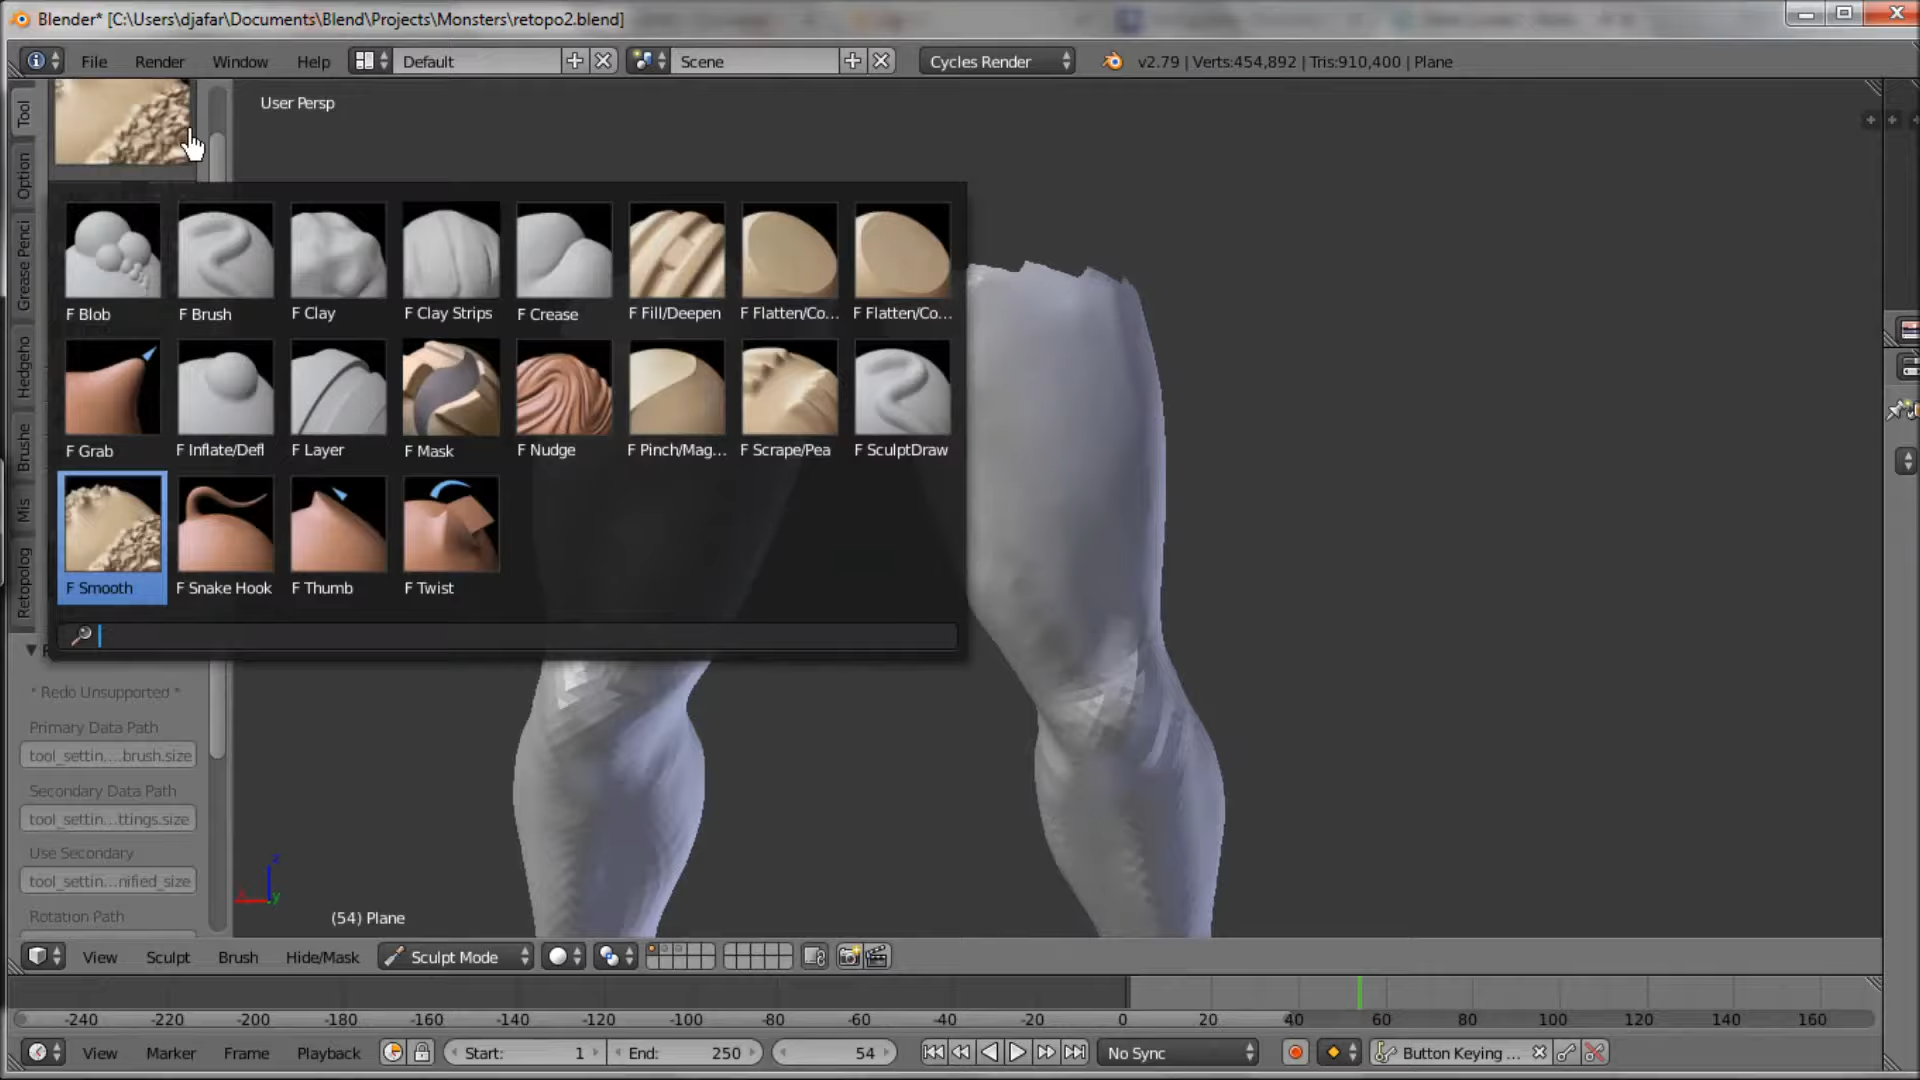 Blender* [C:\Users\djafar\Documents\Blend\Projects\Monsters\retopo2.blend]
File Render Window Help Default Scene Cycles Render v2.79 | Verts:454,892 | Tris:910,400 | Plane
Tool
Option
Grease Penci
Hedgeho
Brushe
Mis
Retopolog
User Persp
F Blob F Brush F Clay F Clay Strips F Crease F Fill/Deepen F Flatten/Co... F Flatten/Co...
F Grab F Inflate/Defl F Layer F Mask F Nudge F Pinch/Mag... F Scrape/Pea F SculptDraw
F Smooth F Snake Hook F Thumb F Twist
* Redo Unsupported *
Primary Data Path
tool_settin....brush.size
Secondary Data Path
tool_settin...ttings.size
Use Secondary
tool_settin...nified_size
Rotation Path
z
x
y
(54) Plane
View Sculpt Brush Hide/Mask Sculpt Mode
-240 -220 -200 -180 -160 -140 -120 -100 -80 -60 -40 -20 0 20 40 60 80 100 120 140 160
View Marker Frame Playback Start: 1 End: 250 54 No Sync Button Keying ...